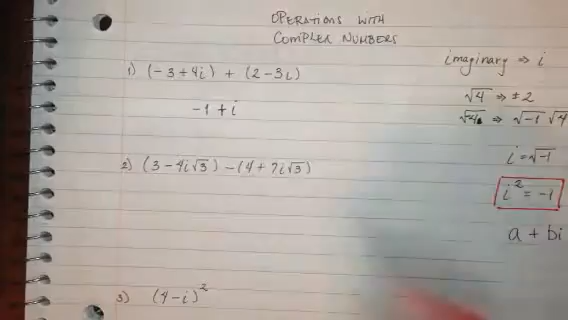 OPERATIONS WITH
COMPLEX NUMBERS
imaginary ⇒ i
1) (-3+4i) + (2-3i)
-1 + i
√4 ⇒ ±2
√-4 ⇒ √-1 √4
i = √-1
2) (3-4i√3) - (4+7i√3)
i² = -1
a + bi
3) (4-i)²